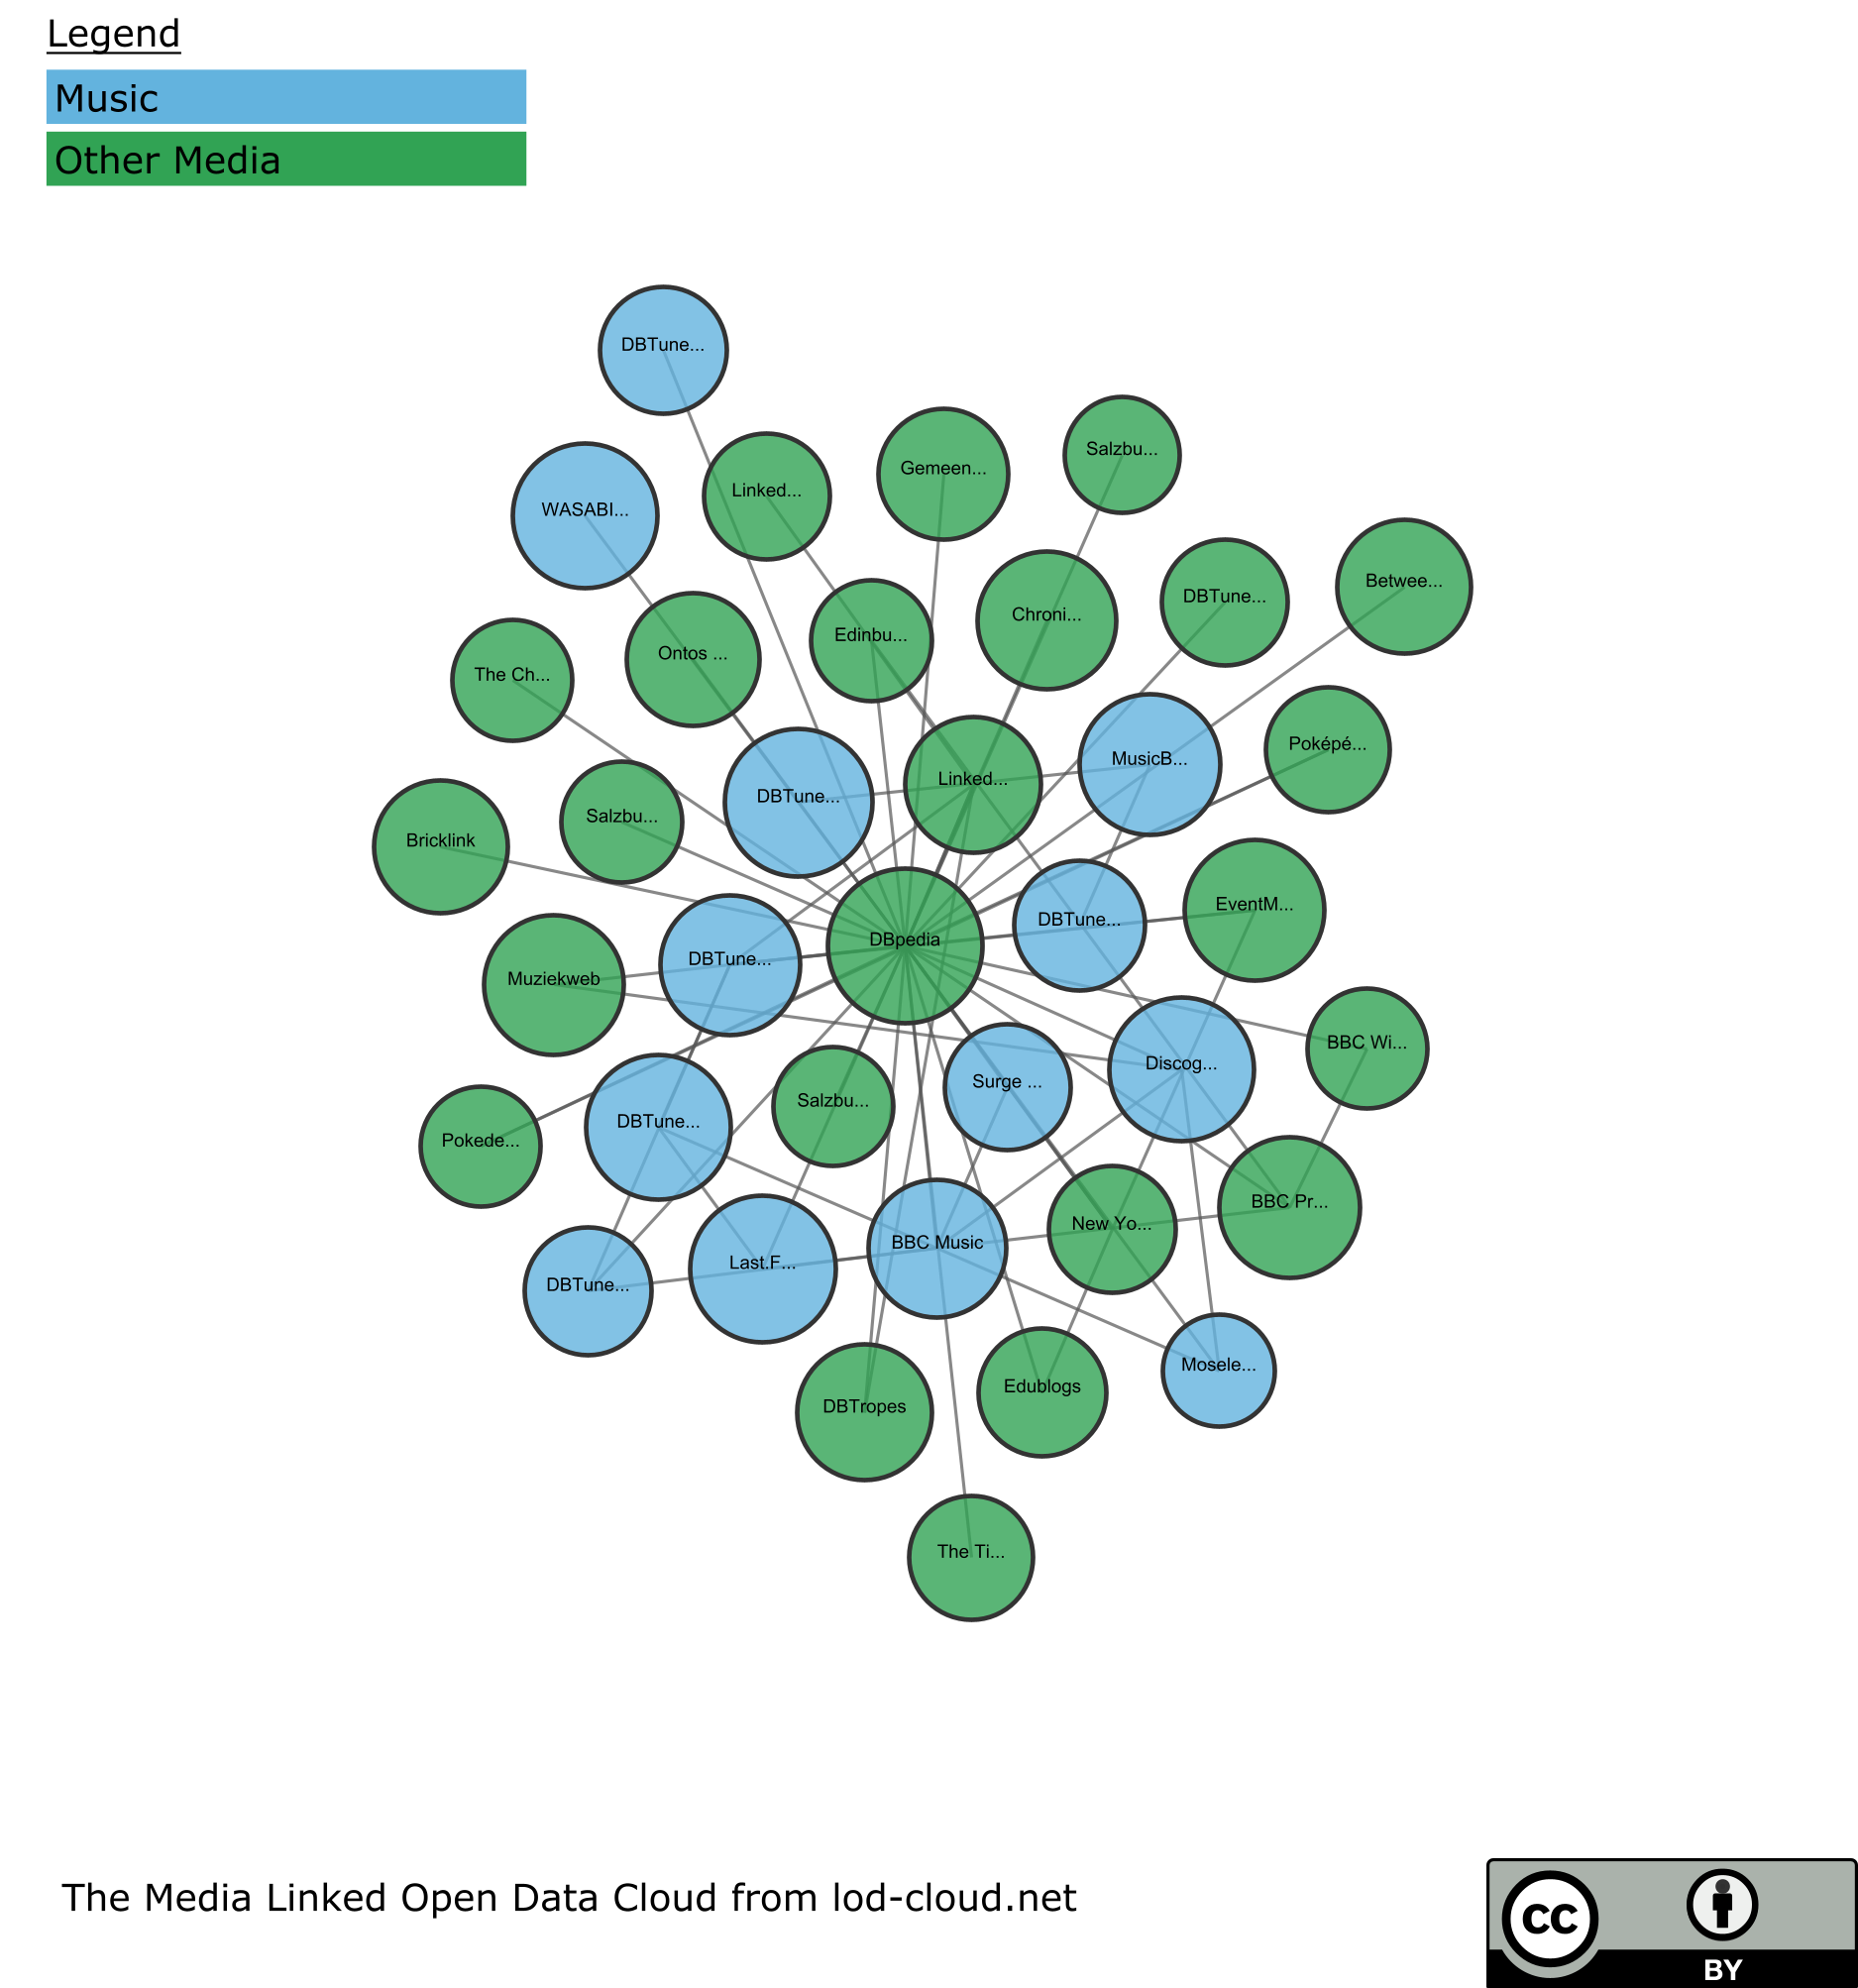 Legend
Music
Other Media
DBTune...
Salzbu...
Gemeen...
Linked...
WASABI...
Betwee...
DBTune...
Chroni...
Edinbu...
Ontos ...
The Ch...
Poképé...
MusicB...
Linked...
DBTune...
Salzbu...
Bricklink
EventM...
DBTune...
DBpedia
DBTune...
Muziekweb
BBC Wi...
Discog...
Surge ...
Salzbu...
DBTune...
Pokede...
BBC Pr...
New Yo...
BBC Music
Last.F...
DBTune...
Mosele...
Edublogs
DBTropes
The Ti...
The Media Linked Open Data Cloud from lod-cloud.net
cc
BY